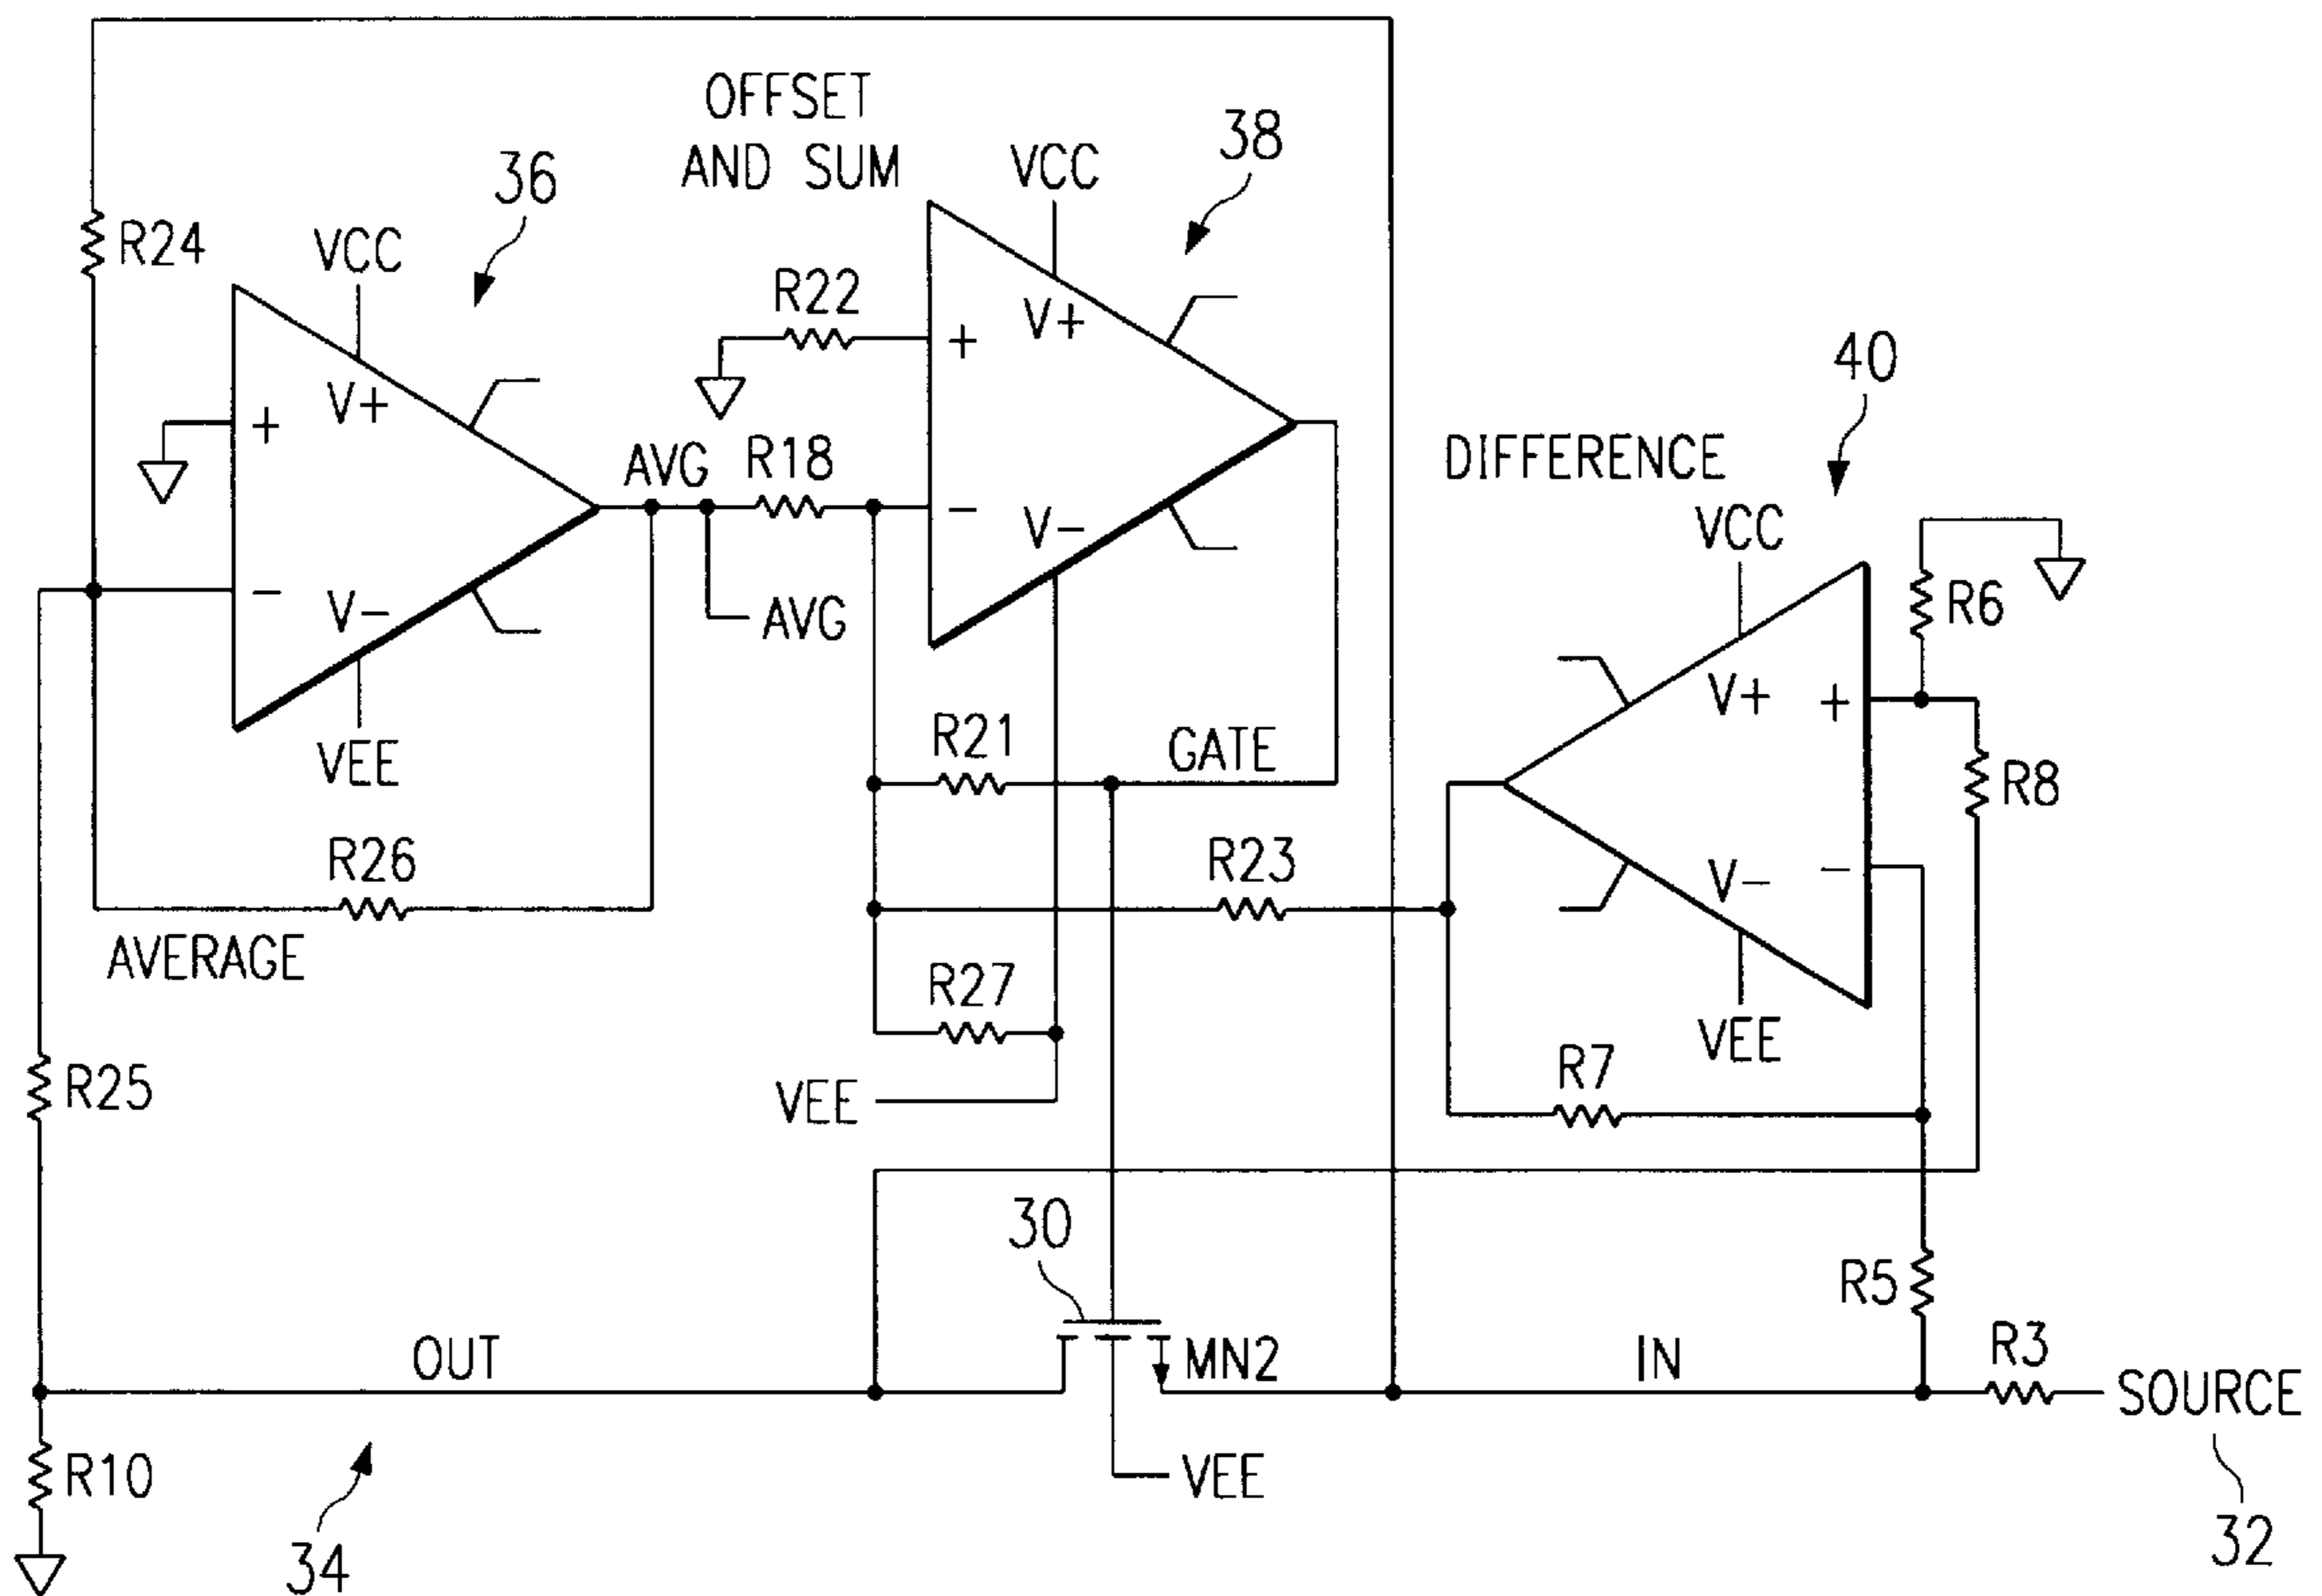 OFFSET
AND SUM
36
38
VCC
R24
VCC
R22
V+
+
40
V+
+
AVG
R18
DIFFERENCE
-
V-
VCC
R6
-
V-
AVG
V+
+
VEE
R21
GATE
R8
R26
R23
V-
-
AVERAGE
R27
VEE
R25
VEE
R7
30
R5
OUT
MN2
IN
R3
SOURCE
R10
VEE
34
32